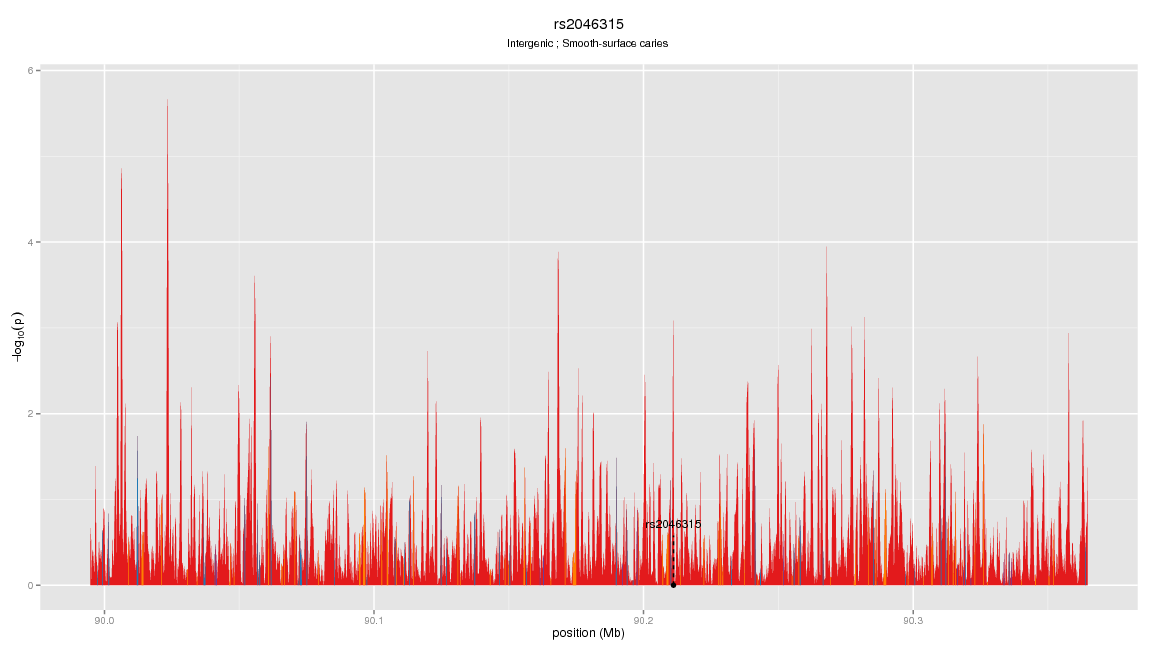 rs2046315
Intergenic ; Smooth-surface caries
6
4
2
0
−log10(p)
rs2046315
90.0 90.1 90.2 90.3
position (Mb)